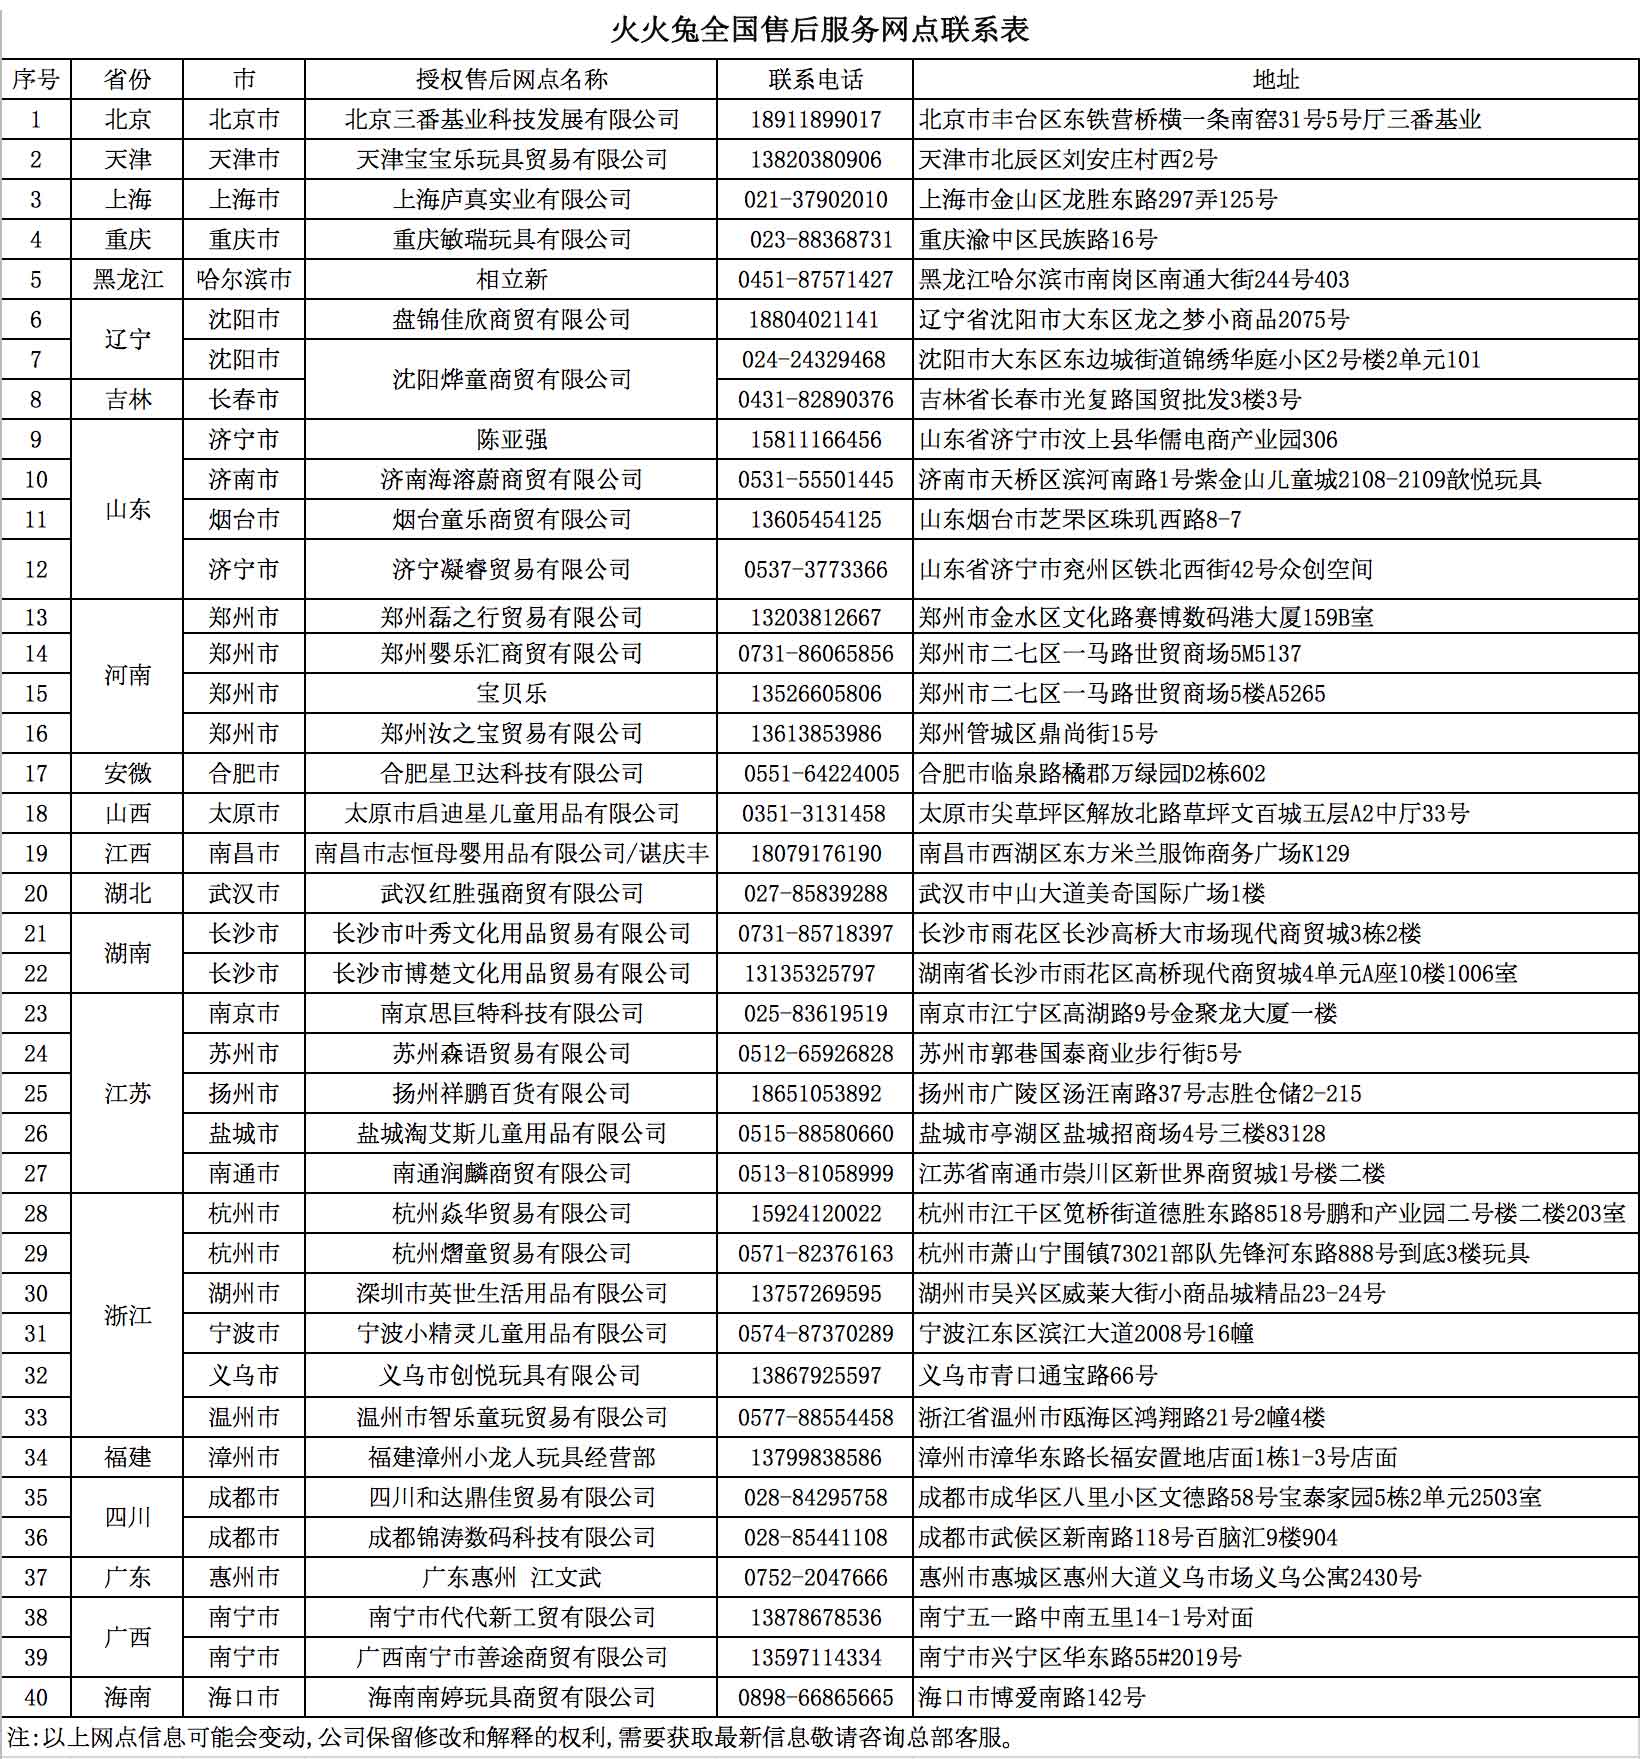 火火兔全国售后服务网点联系表
序号 省份 市 授权售后网点名称 联系电话 地址
1 北京 北京市 北京三番基业科技发展有限公司 18911899017 北京市丰台区东铁营桥横一条南窑31号5号厅三番基业
2 天津 天津市 天津宝宝乐玩具贸易有限公司 13820380906 天津市北辰区刘安庄村西2号
3 上海 上海市 上海庐真实业有限公司 021-37902010 上海市金山区龙胜东路297弄125号
4 重庆 重庆市 重庆敏瑞玩具有限公司 023-88368731 重庆渝中区民族路16号
5 黑龙江 哈尔滨市 相立新 0451-87571427 黑龙江哈尔滨市南岗区南通大街244号403
6 辽宁 沈阳市 盘锦佳欣商贸有限公司 18804021141 辽宁省沈阳市大东区龙之梦小商品2075号
7 沈阳市 沈阳烨童商贸有限公司 024-24329468 沈阳市大东区东边城街道锦绣华庭小区2号楼2单元101
8 吉林 长春市 0431-82890376 吉林省长春市光复路国贸批发3楼3号
9 山东 济宁市 陈亚强 15811166456 山东省济宁市汶上县华儒电商产业园306
10 济南市 济南海溶蔚商贸有限公司 0531-55501445 济南市天桥区滨河南路1号紫金山儿童城2108-2109歆悦玩具
11 烟台市 烟台童乐商贸有限公司 13605454125 山东烟台市芝罘区珠玑西路8-7
12 济宁市 济宁凝睿贸易有限公司 0537-3773366 山东省济宁市兖州区铁北西街42号众创空间
13 河南 郑州市 郑州磊之行贸易有限公司 13203812667 郑州市金水区文化路赛博数码港大厦159B室
14 郑州市 郑州婴乐汇商贸有限公司 0731-86065856 郑州市二七区一马路世贸商场5M5137
15 郑州市 宝贝乐 13526605806 郑州市二七区一马路世贸商场5楼A5265
16 郑州市 郑州汝之宝贸易有限公司 13613853986 郑州管城区鼎尚街15号
17 安微 合肥市 合肥星卫达科技有限公司 0551-64224005 合肥市临泉路橘郡万绿园D2栋602
18 山西 太原市 太原市启迪星儿童用品有限公司 0351-3131458 太原市尖草坪区解放北路草坪文百城五层A2中厅33号
19 江西 南昌市 南昌市志恒母婴用品有限公司/谌庆丰 18079176190 南昌市西湖区东方米兰服饰商务广场K129
20 湖北 武汉市 武汉红胜强商贸有限公司 027-85839288 武汉市中山大道美奇国际广场1楼
21 湖南 长沙市 长沙市叶秀文化用品贸易有限公司 0731-85718397 长沙市雨花区长沙高桥大市场现代商贸城3栋2楼
22 长沙市 长沙市博楚文化用品贸易有限公司 13135325797 湖南省长沙市雨花区高桥现代商贸城4单元A座10楼1006室
23 江苏 南京市 南京思巨特科技有限公司 025-83619519 南京市江宁区高湖路9号金聚龙大厦一楼
24 苏州市 苏州森语贸易有限公司 0512-65926828 苏州市郭巷国泰商业步行街5号
25 扬州市 扬州祥鹏百货有限公司 18651053892 扬州市广陵区汤汪南路37号志胜仓储2-215
26 盐城市 盐城淘艾斯儿童用品有限公司 0515-88580660 盐城市亭湖区盐城招商场4号三楼83128
27 南通市 南通润麟商贸有限公司 0513-81058999 江苏省南通市崇川区新世界商贸城1号楼二楼
28 浙江 杭州市 杭州焱华贸易有限公司 15924120022 杭州市江干区笕桥街道德胜东路8518号鹏和产业园二号楼二楼203室
29 杭州市 杭州熠童贸易有限公司 0571-82376163 杭州市萧山宁围镇73021部队先锋河东路888号到底3楼玩具
30 湖州市 深圳市英世生活用品有限公司 13757269595 湖州市吴兴区威莱大街小商品城精品23-24号
31 宁波市 宁波小精灵儿童用品有限公司 0574-87370289 宁波江东区滨江大道2008号16幢
32 义乌市 义乌市创悦玩具有限公司 13867925597 义乌市青口通宝路66号
33 温州市 温州市智乐童玩贸易有限公司 0577-88554458 浙江省温州市瓯海区鸿翔路21号2幢4楼
34 福建 漳州市 福建漳州小龙人玩具经营部 13799838586 漳州市漳华东路长福安置地店面1栋1-3号店面
35 四川 成都市 四川和达鼎佳贸易有限公司 028-84295758 成都市成华区八里小区文德路58号宝泰家园5栋2单元2503室
36 成都市 成都锦涛数码科技有限公司 028-85441108 成都市武候区新南路118号百脑汇9楼904
37 广东 惠州市 广东惠州 江文武 0752-2047666 惠州市惠城区惠州大道义乌市场义乌公寓2430号
38 广西 南宁市 南宁市代代新工贸有限公司 13878678536 南宁五一路中南五里14-1号对面
39 南宁市 广西南宁市善途商贸有限公司 13597114334 南宁市兴宁区华东路55#2019号
40 海南 海口市 海南南婷玩具商贸有限公司 0898-66865665 海口市博爱南路142号
注:以上网点信息可能会变动,公司保留修改和解释的权利,需要获取最新信息敬请咨询总部客服。